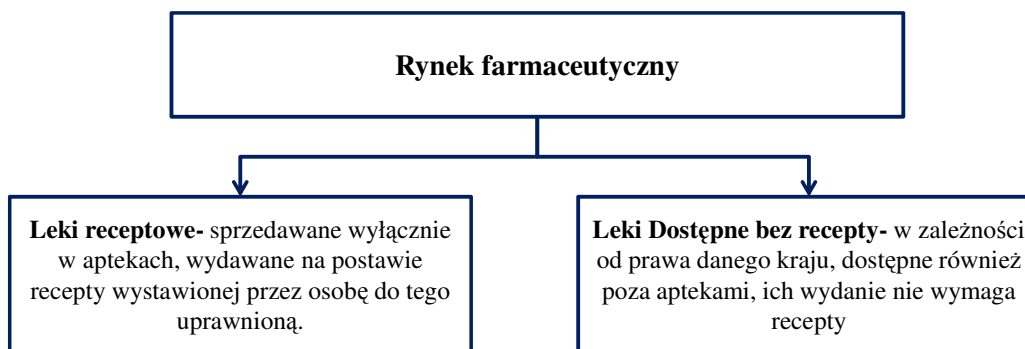 Rynek farmaceutyczny
Leki receptowe- sprzedawane wyłącznie
w aptekach, wydawane na postawie
recepty wystawionej przez osobę do tego
uprawnioną.
Leki Dostępne bez recepty- w zależności
od prawa danego kraju, dostępne również
poza aptekami, ich wydanie nie wymaga
recepty